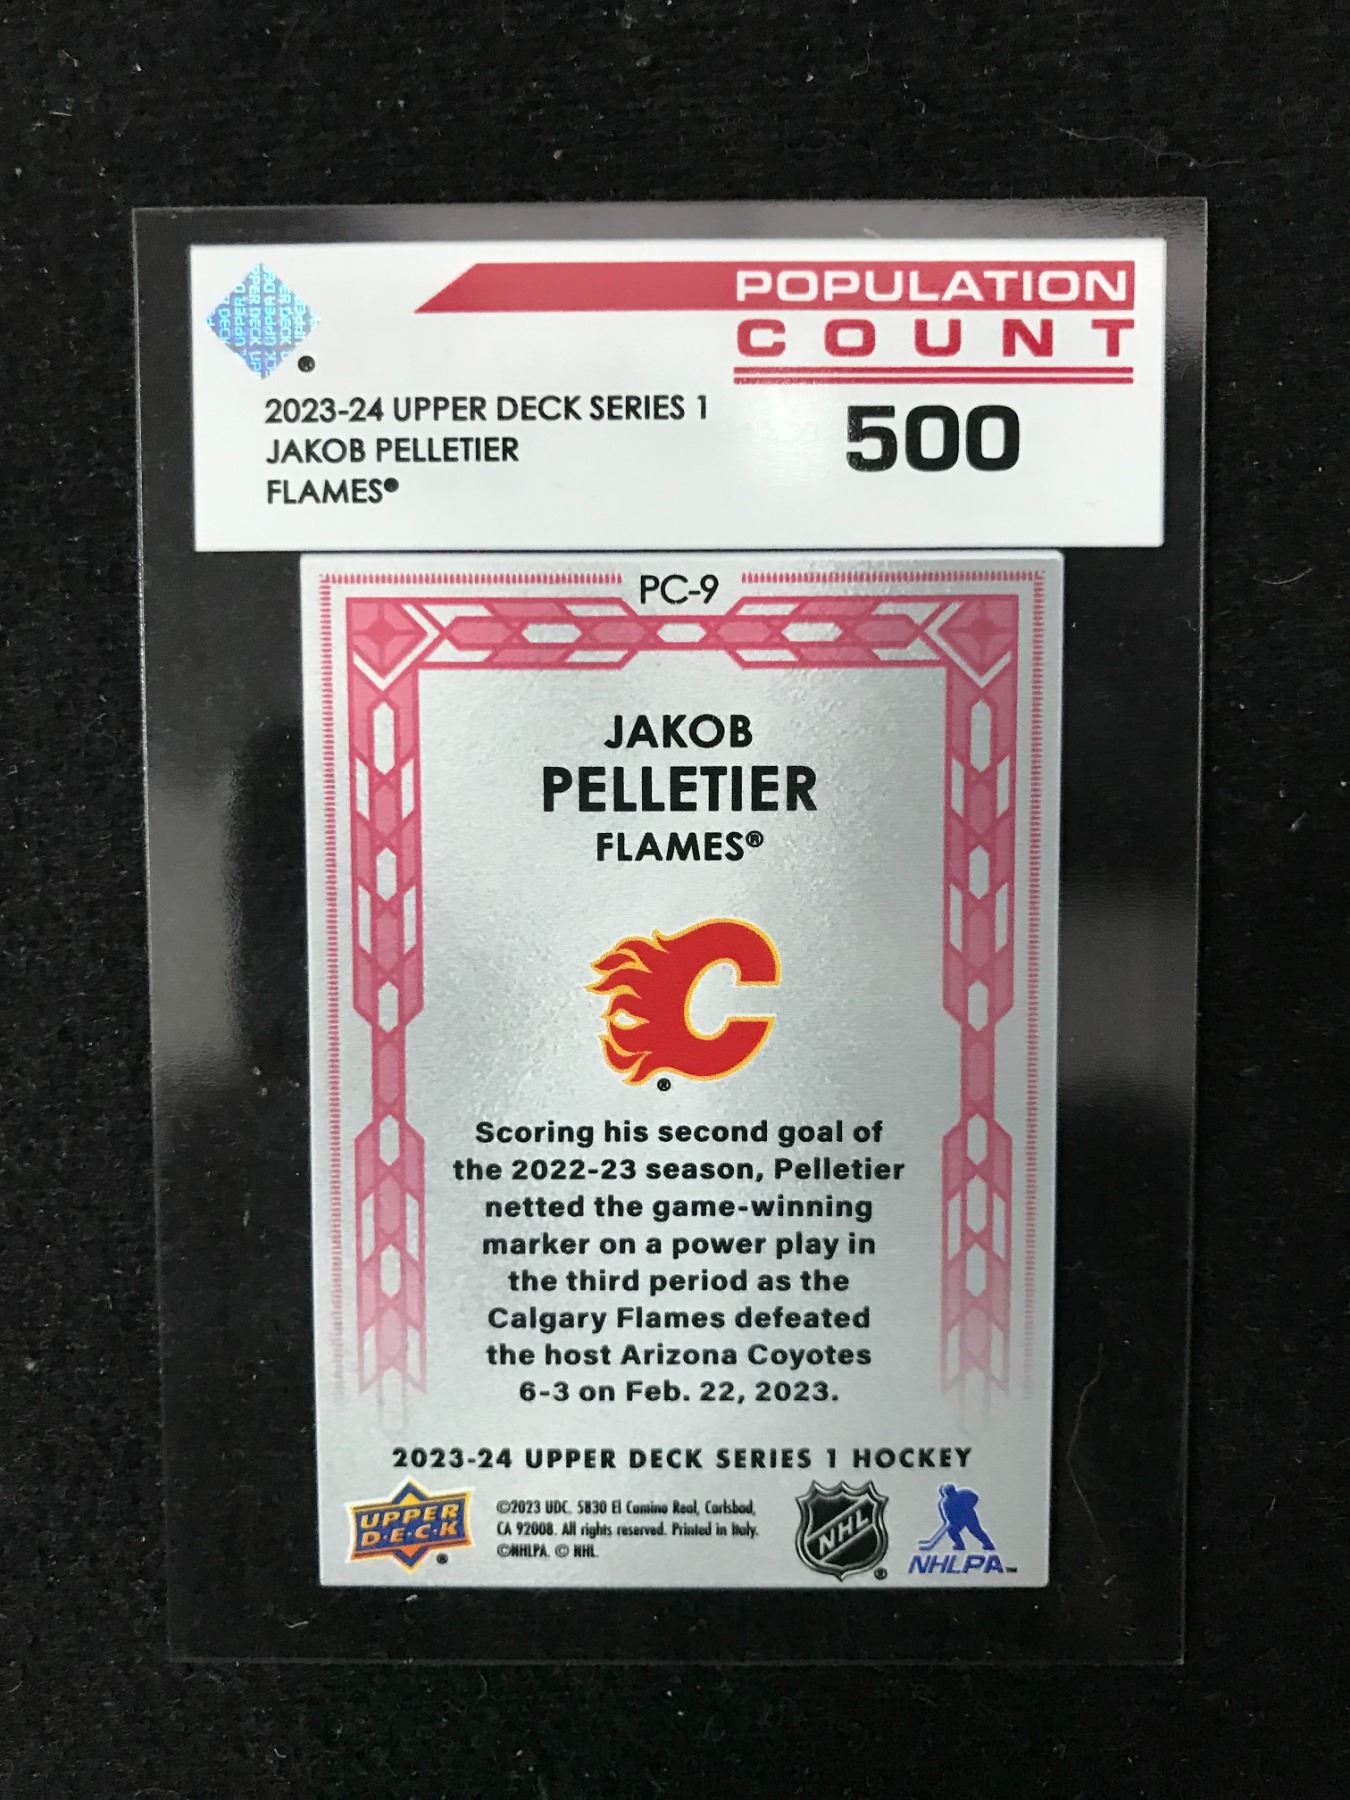 POPULATION
COUNT
®
2023-24 UPPER DECK SERIES 1
JAKOB PELLETIER
FLAMES®
500
PC-9
JAKOB
PELLETIER
FLAMES®
C
®
Scoring his second goal of
the 2022-23 season, Pelletier
netted the game-winning
marker on a power play in
the third period as the
Calgary Flames defeated
the host Arizona Coyotes
6-3 on Feb. 22, 2023.
2023-24 UPPER DECK SERIES 1 HOCKEY
UPPER
D·E·C·K
®
©2023 UDC. 5830 El Camino Real, Carlsbad,
CA 92008. All rights reserved. Printed in Italy.
©NHLPA. © NHL.
NHL
®
NHLPA™